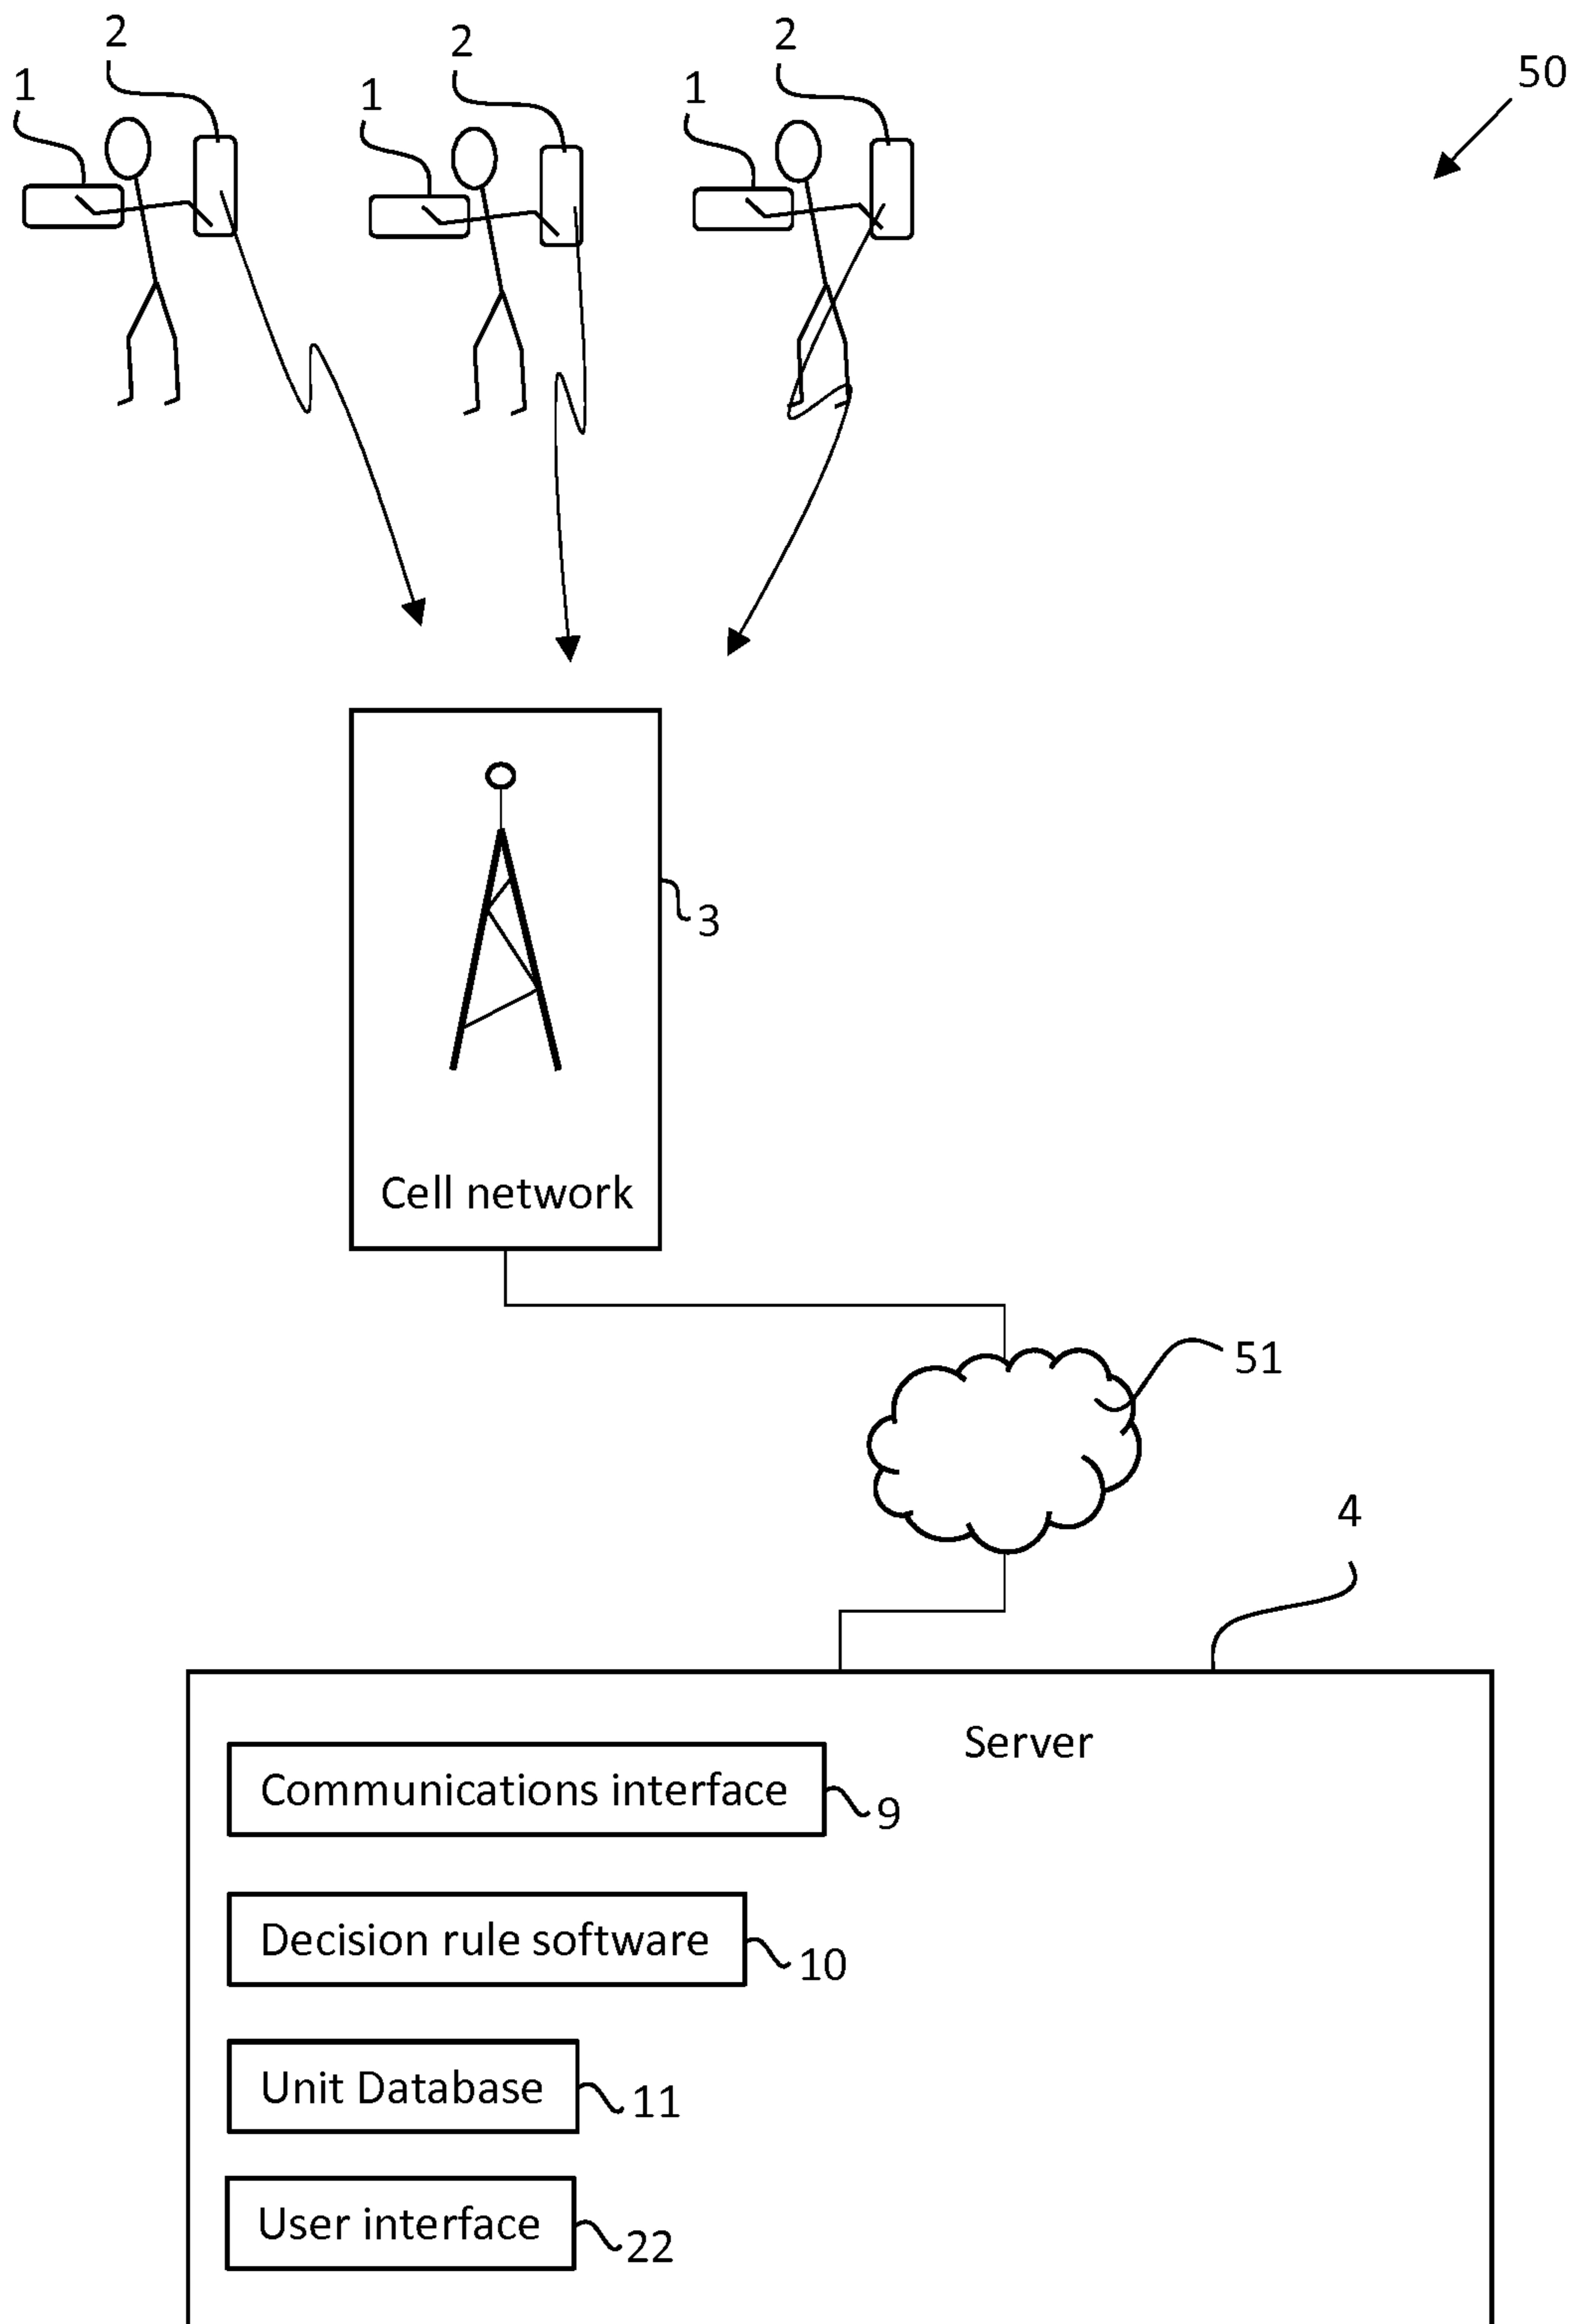 2
2
2
50
1
1
1
3
Cell network
51
4
Server
Communications interface
9
Decision rule software
10
Unit Database
11
User interface
22